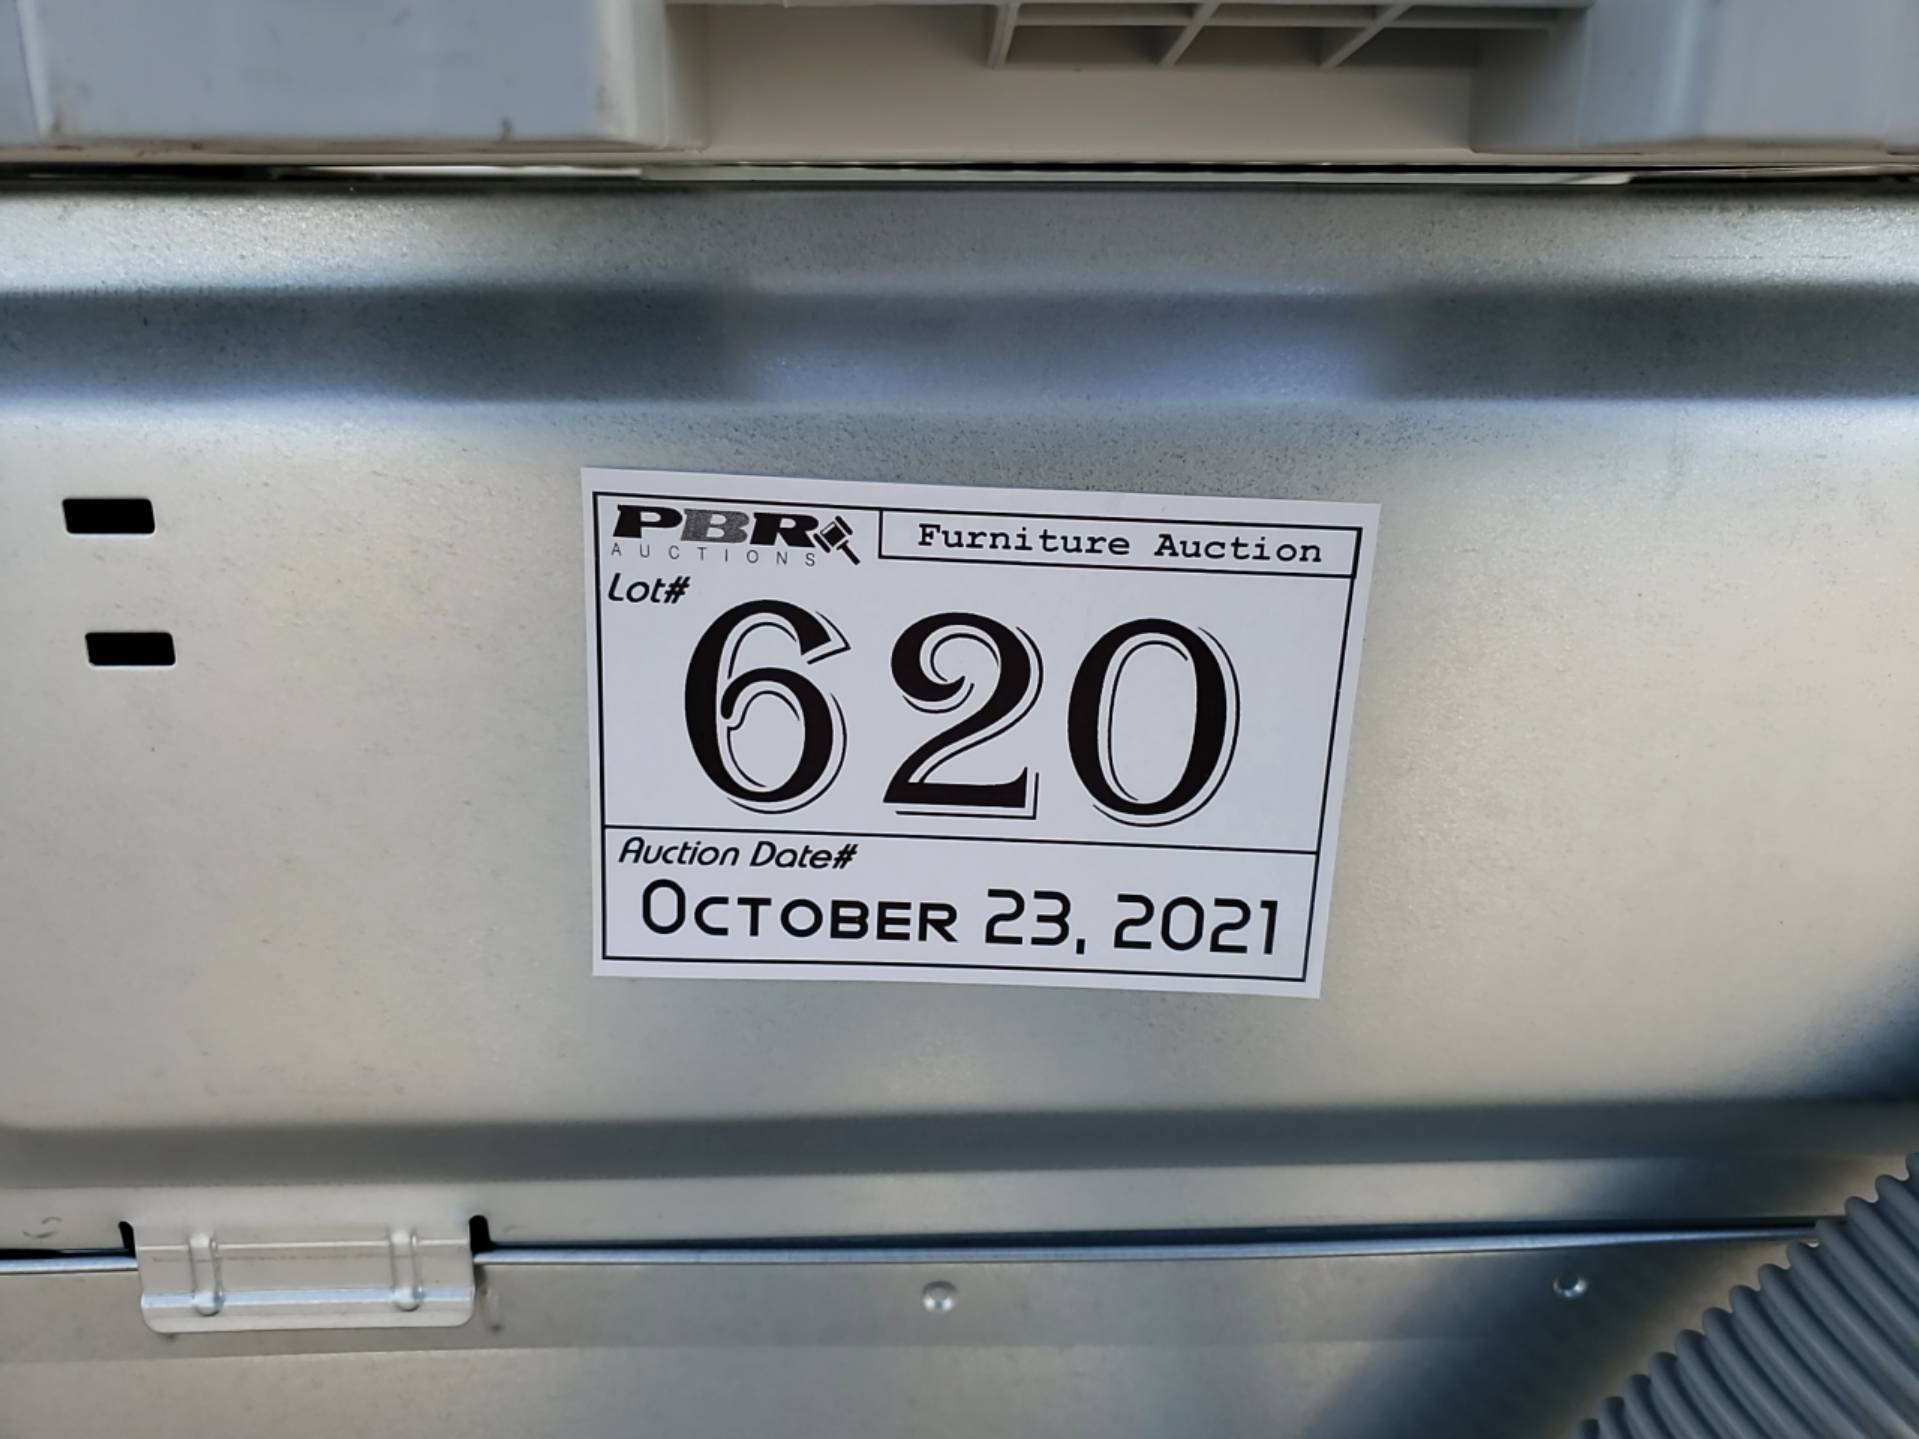 PBR
AUCTIONS
Furniture Auction
Lot#
620
Auction Date#
October 23, 2021